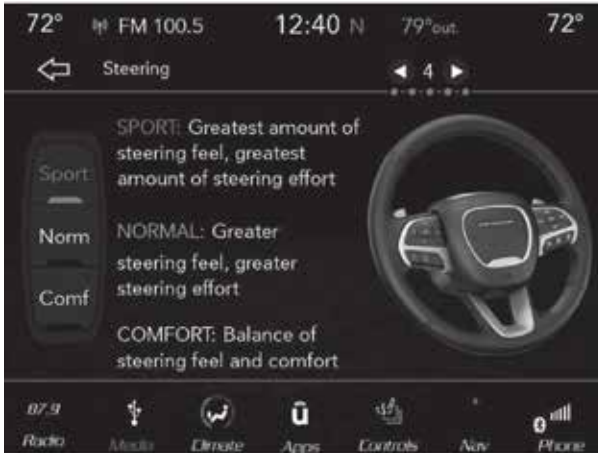 72° FM 100.5 12:40 N 79°out. 72°
Steering
4
SPORT: Greatest amount of
steering feel, greatest
amount of steering effort
Sport
Norm
NORMAL: Greater
steering feel, greater
steering effort
Comf
COMFORT: Balance of
steering feel and comfort
87.9
Radio Media Climate Apps Controls Nav Phone